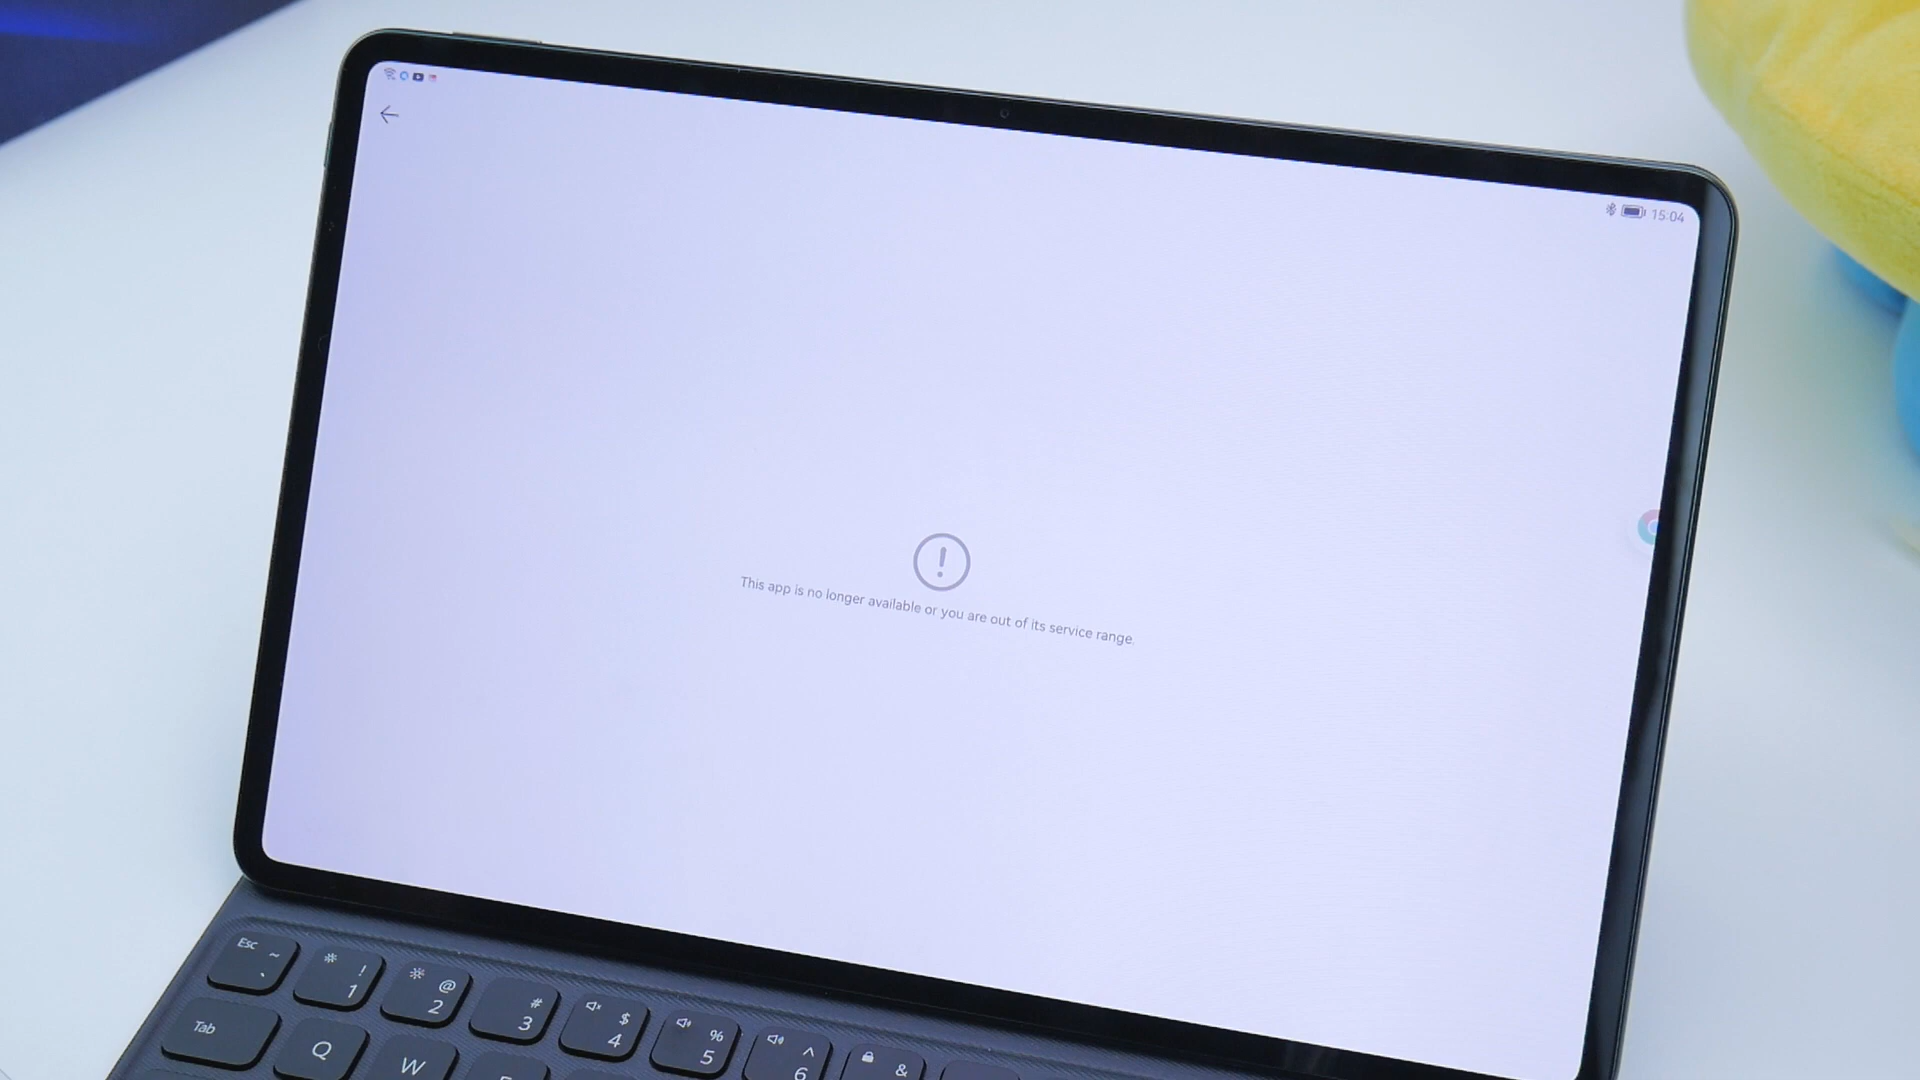 15:04
This app is no longer available or you are out of its service range.
Esc ~ `
! 1
@ 2
# 3
$ 4
% 5
^ 6
&
Tab
Q
W